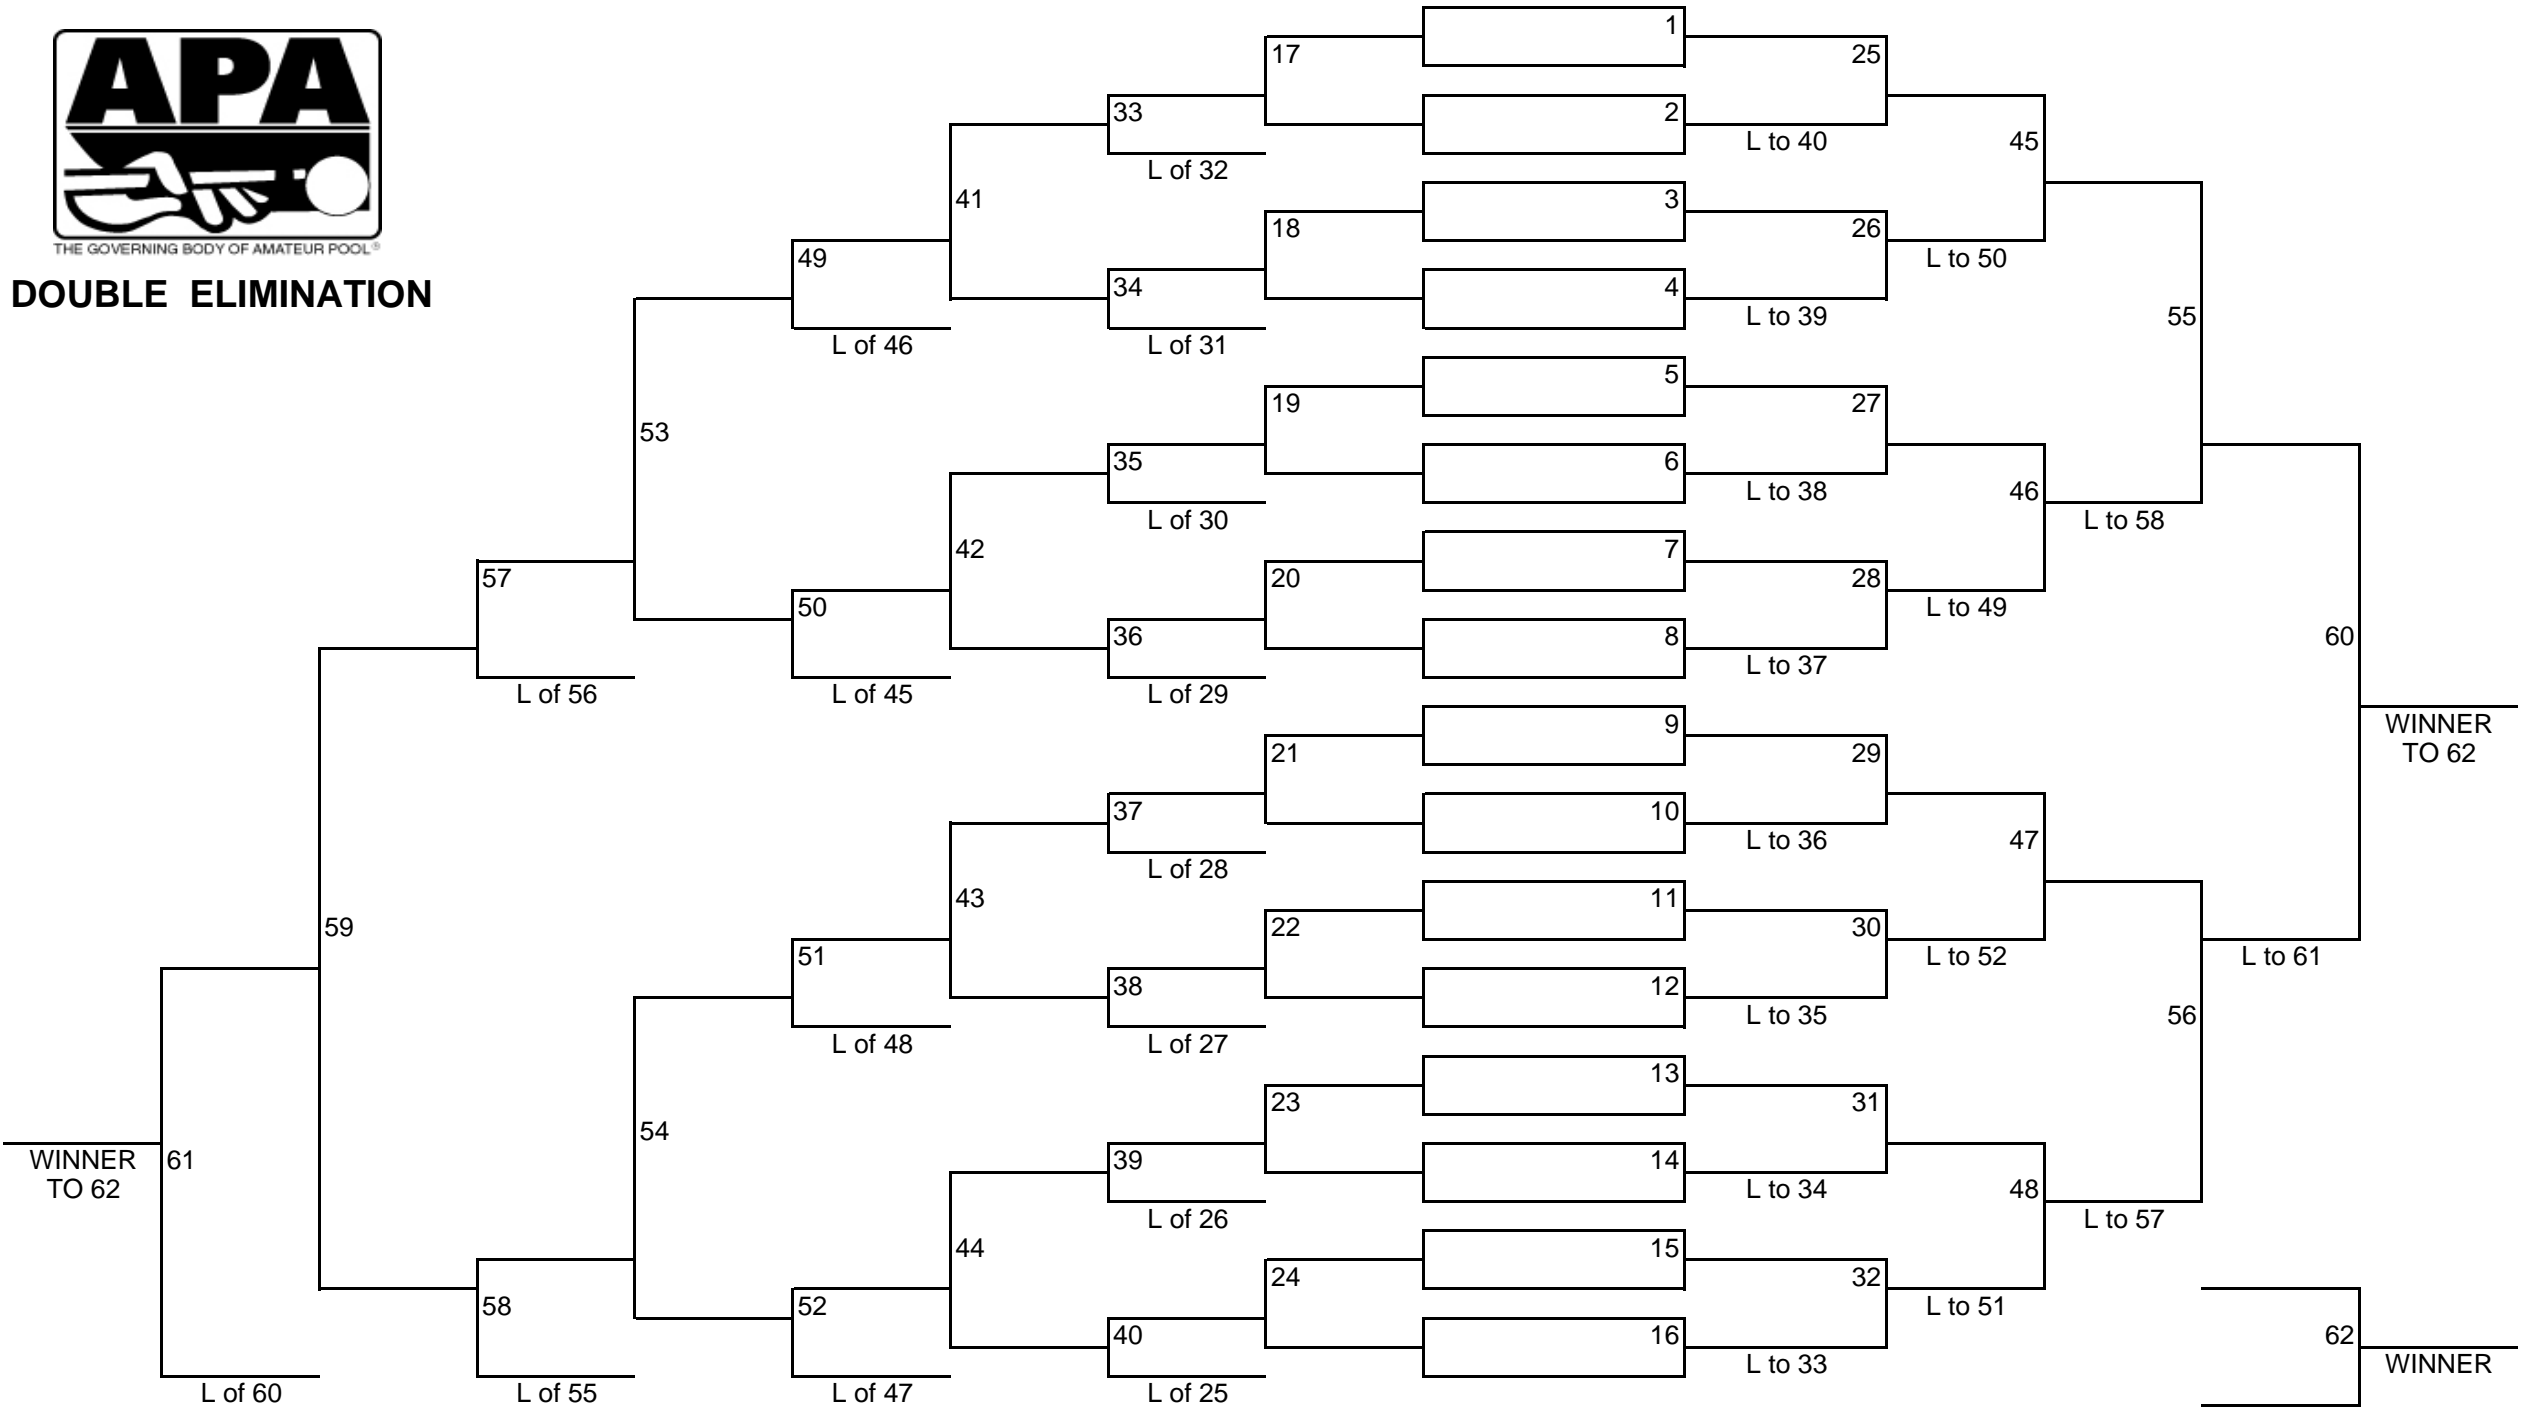 APA
THE GOVERNING BODY OF AMATEUR POOL®
DOUBLE ELIMINATION
1
17
25
33
2
L to 40
45
L of 32
41
3
18
26
49
L to 50
34
4
L to 39
55
L of 46
L of 31
5
19
27
53
35
6
L to 38
46
L of 30
L to 58
42
7
57
20
28
50
L to 49
36
8
60
L to 37
L of 56
L of 45
L of 29
9
WINNER
TO 62
21
29
37
10
L to 36
47
L of 28
43
11
59
22
30
51
L to 52
L to 61
38
12
L to 35
56
L of 48
L of 27
13
23
31
54
WINNER
TO 62
61
39
14
L to 34
48
L of 26
L to 57
44
15
24
32
58
52
L to 51
40
16
62
L to 33
WINNER
L of 60
L of 55
L of 47
L of 25